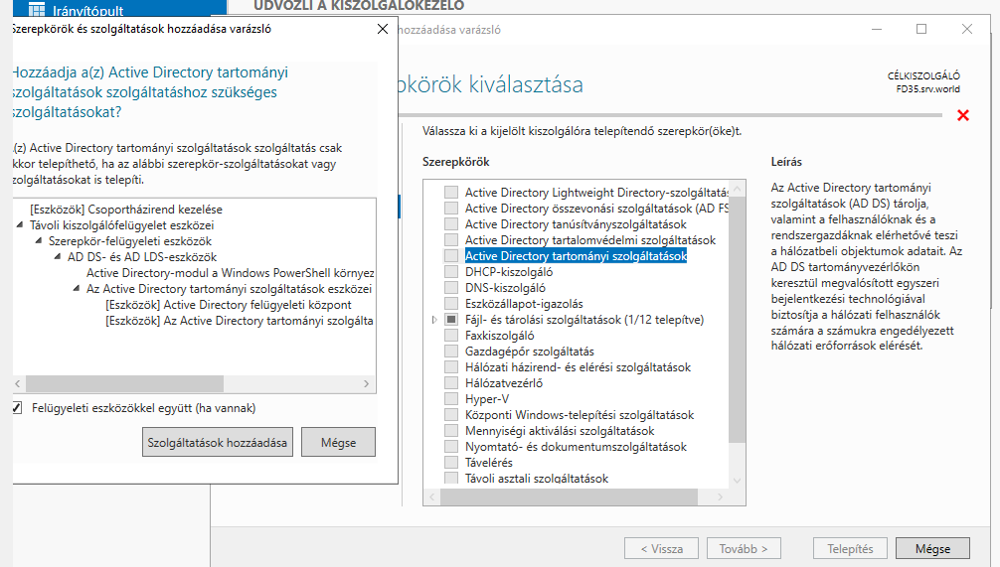 Irányítópult
ÜDVÖZLI A KISZOLGÁLÓKEZELŐ
Szerepkörök és szolgáltatások hozzáadása varázsló
Hozzáadja a(z) Active Directory tartományi
szolgáltatások szolgáltatáshoz szükséges
szolgáltatásokat?
A(z) Active Directory tartományi szolgáltatások szolgáltatás csak
akkor telepíthető, ha az alábbi szerepkör-szolgáltatásokat vagy
szolgáltatásokat is telepíti.
[Eszközök] Csoportházirend kezelése
Távoli kiszolgálófelügyelet eszközei
Szerepkör-felügyeleti eszközök
AD DS- és AD LDS-eszközök
Active Directory-modul a Windows PowerShell környez
Az Active Directory tartományi szolgáltatások eszközei
[Eszközök] Active Directory felügyeleti központ
[Eszközök] Az Active Directory tartományi szolgálta
Felügyeleti eszközökkel együtt (ha vannak)
Szolgáltatások hozzáadása
Mégse
hozzáadása varázsló
pkörök kiválasztása
CÉLKISZOLGÁLÓ
FD35.srv.world
Válassza ki a kijelölt kiszolgálóra telepítendő szerepkör(öke)t.
Szerepkörök
Active Directory Lightweight Directory-szolgáltatás
Active Directory összevonási szolgáltatások (AD FS
Active Directory tanúsítványszolgáltatások
Active Directory tartalomvédelmi szolgáltatások
Active Directory tartományi szolgáltatások
DHCP-kiszolgáló
DNS-kiszolgáló
Eszközállapot-igazolás
Fájl- és tárolási szolgáltatások (1/12 telepítve)
Faxkiszolgáló
Gazdagépőr szolgáltatás
Hálózati házirend- és elérési szolgáltatások
Hálózatvezérlő
Hyper-V
Központi Windows-telepítési szolgáltatások
Mennyiségi aktiválási szolgáltatások
Nyomtató- és dokumentumszolgáltatások
Távelérés
Távoli asztali szolgáltatások
Leírás
Az Active Directory tartományi
szolgáltatások (AD DS) tárolja,
valamint a felhasználóknak és a
rendszergazdáknak elérhetővé teszi
a hálózatbeli objektumok adatait. Az
AD DS tartományvezérlőkön
keresztül megvalósított egyszeri
bejelentkezési technológiával
biztosítja a hálózati felhasználók
számára a számukra engedélyezett
hálózati erőforrások elérését.
< Vissza
Tovább >
Telepítés
Mégse